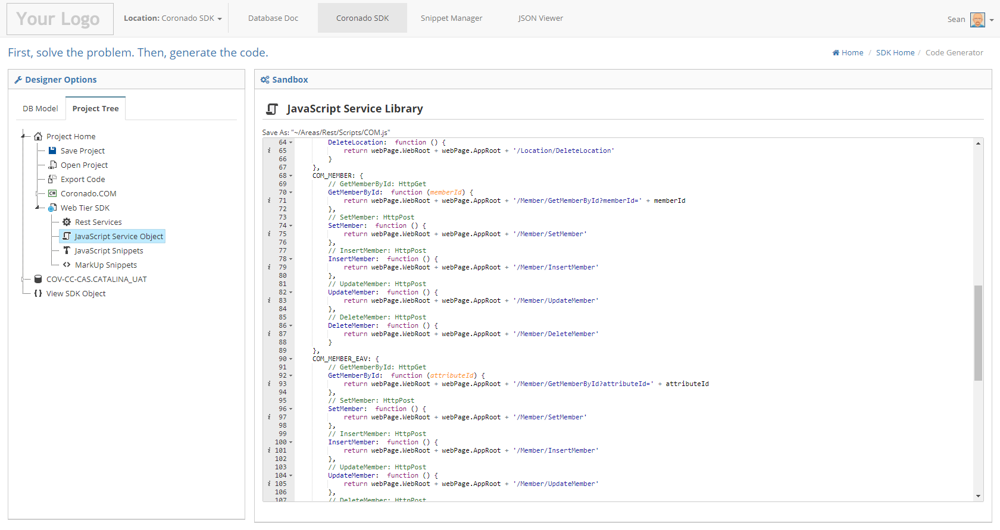 Your Logo
Location: Coronado SDK
Database Doc
Coronado SDK
Snippet Manager
JSON Viewer
Sean
First, solve the problem. Then, generate the code.
Home / SDK Home / Code Generator
Designer Options
DB Model
Project Tree
Project Home
Save Project
Open Project
Export Code
C# Coronado.COM
Web Tier SDK
Rest Services
JavaScript Service Object
JavaScript Snippets
MarkUp Snippets
COV-CC-CAS.CATALINA_UAT
View SDK Object
Sandbox
JavaScript Service Library
Save As: "~/Areas/Rest/Scripts/COM.js"
64 DeleteLocation: function () {
i 65 return webPage.WebRoot + webPage.AppRoot + '/Location/DeleteLocation'
66 }
67 },
68 COM_MEMBER: {
69 // GetMemberById: HttpGet
70 GetMemberById: function (memberId) {
i 71 return webPage.WebRoot + webPage.AppRoot + '/Member/GetMemberById?memberId=' + memberId
72 },
73 // SetMember: HttpPost
74 SetMember: function () {
i 75 return webPage.WebRoot + webPage.AppRoot + '/Member/SetMember'
76 },
77 // InsertMember: HttpPost
78 InsertMember: function () {
i 79 return webPage.WebRoot + webPage.AppRoot + '/Member/InsertMember'
80 },
81 // UpdateMember: HttpPost
82 UpdateMember: function () {
i 83 return webPage.WebRoot + webPage.AppRoot + '/Member/UpdateMember'
84 },
85 // DeleteMember: HttpPost
86 DeleteMember: function () {
i 87 return webPage.WebRoot + webPage.AppRoot + '/Member/DeleteMember'
88 }
89 },
90 COM_MEMBER_EAV: {
91 // GetMemberById: HttpGet
92 GetMemberById: function (attributeId) {
i 93 return webPage.WebRoot + webPage.AppRoot + '/Member/GetMemberById?attributeId=' + attributeId
94 },
95 // SetMember: HttpPost
96 SetMember: function () {
i 97 return webPage.WebRoot + webPage.AppRoot + '/Member/SetMember'
98 },
99 // InsertMember: HttpPost
100 InsertMember: function () {
i 101 return webPage.WebRoot + webPage.AppRoot + '/Member/InsertMember'
102 },
103 // UpdateMember: HttpPost
104 UpdateMember: function () {
i 105 return webPage.WebRoot + webPage.AppRoot + '/Member/UpdateMember'
106 },
107 // DeleteMember: HttpPost